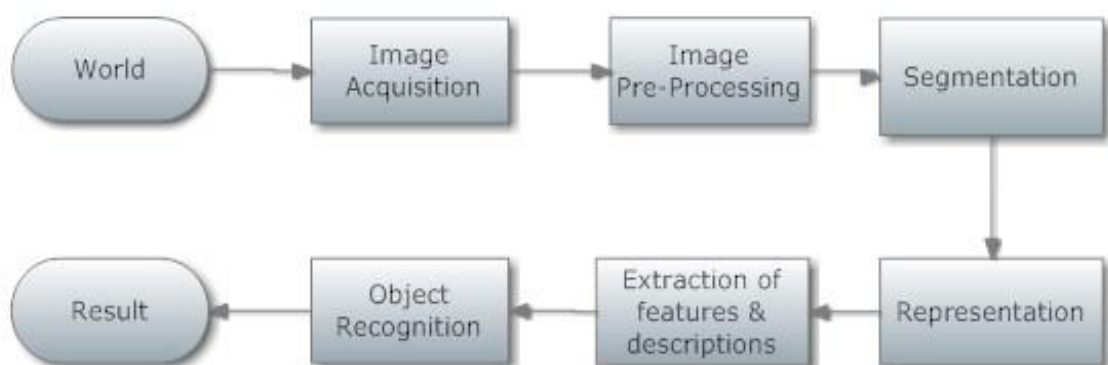 World
Image
Acquisition
Image
Pre-Processing
Segmentation
Representation
Extraction of
features &
descriptions
Object
Recognition
Result